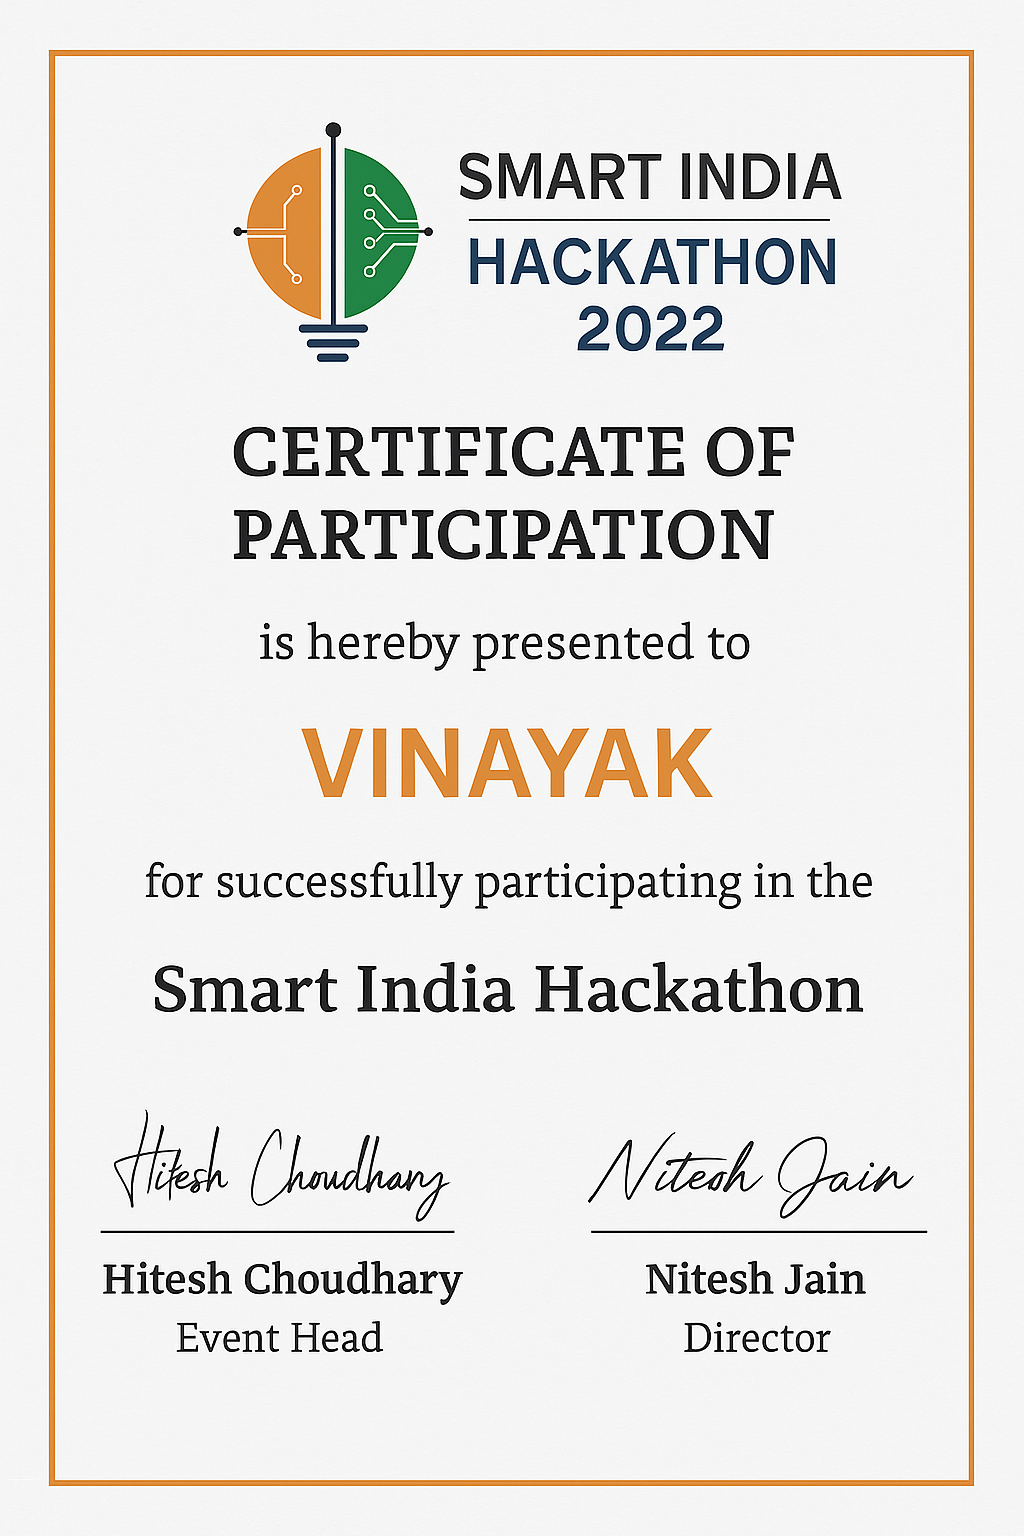 SMART INDIA
HACKATHON
2022
CERTIFICATE OF
PARTICIPATION
is hereby presented to
VINAYAK
for successfully participating in the
Smart India Hackathon
Hitesh Choudhary
Nitesh Jain
Hitesh Choudhary
Nitesh Jain
Event Head
Director